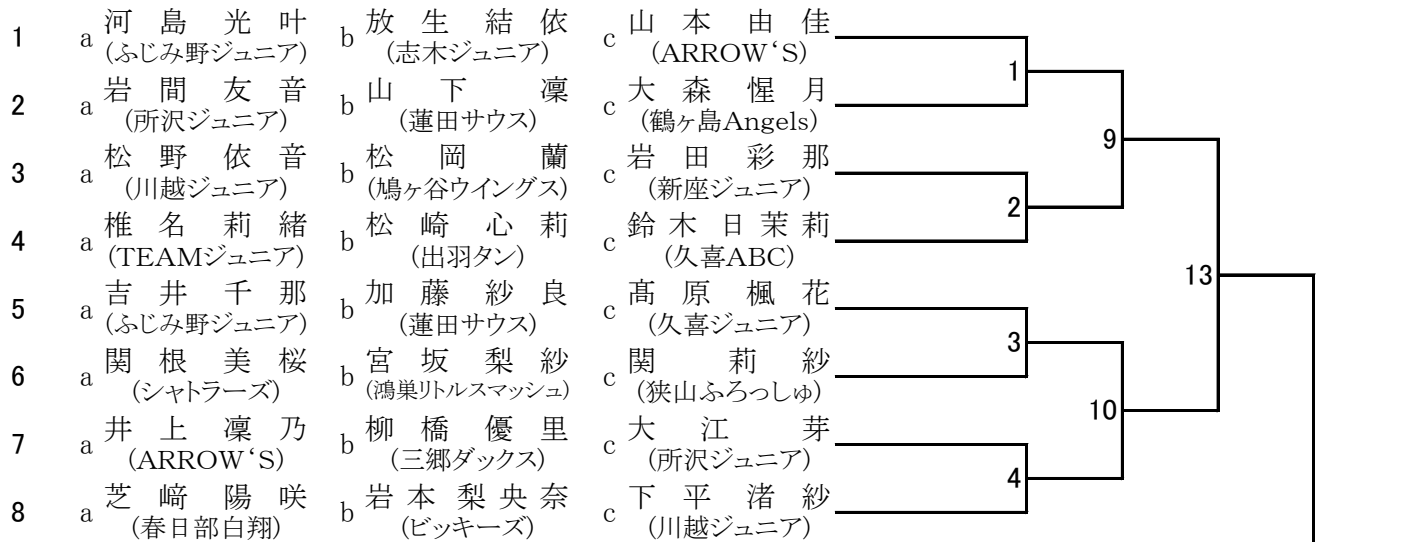 1 a 河島光叶 b 放生結依 c 山本由佳
(ふじみ野ジュニア) (志木ジュニア) (ARROW‘S)
1
2 a 岩間友音 b 山下凜 c 大森惺月
(所沢ジュニア) (蓮田サウス) (鶴ヶ島Angels)
9
3 a 松野依音 b 松岡蘭 c 岩田彩那
(川越ジュニア) (鳩ヶ谷ウイングス) (新座ジュニア)
2
4 a 椎名莉緒 b 松崎心莉 c 鈴木日茉莉
(TEAMジュニア) (出羽タン) (久喜ABC)
13
5 a 吉井千那 b 加藤紗良 c 髙原楓花
(ふじみ野ジュニア) (蓮田サウス) (久喜ジュニア)
3
6 a 関根美桜 b 宮坂梨紗 c 関莉紗
(シャトラーズ) (鴻巣リトルスマッシュ) (狭山ふろっしゅ)
10
7 a 井上凜乃 b 柳橋優里 c 大江芽
(ARROW‘S) (三郷ダックス) (所沢ジュニア)
4
8 a 芝﨑陽咲 b 岩本梨央奈 c 下平渚紗
(春日部白翔) (ビッキーズ) (川越ジュニア)